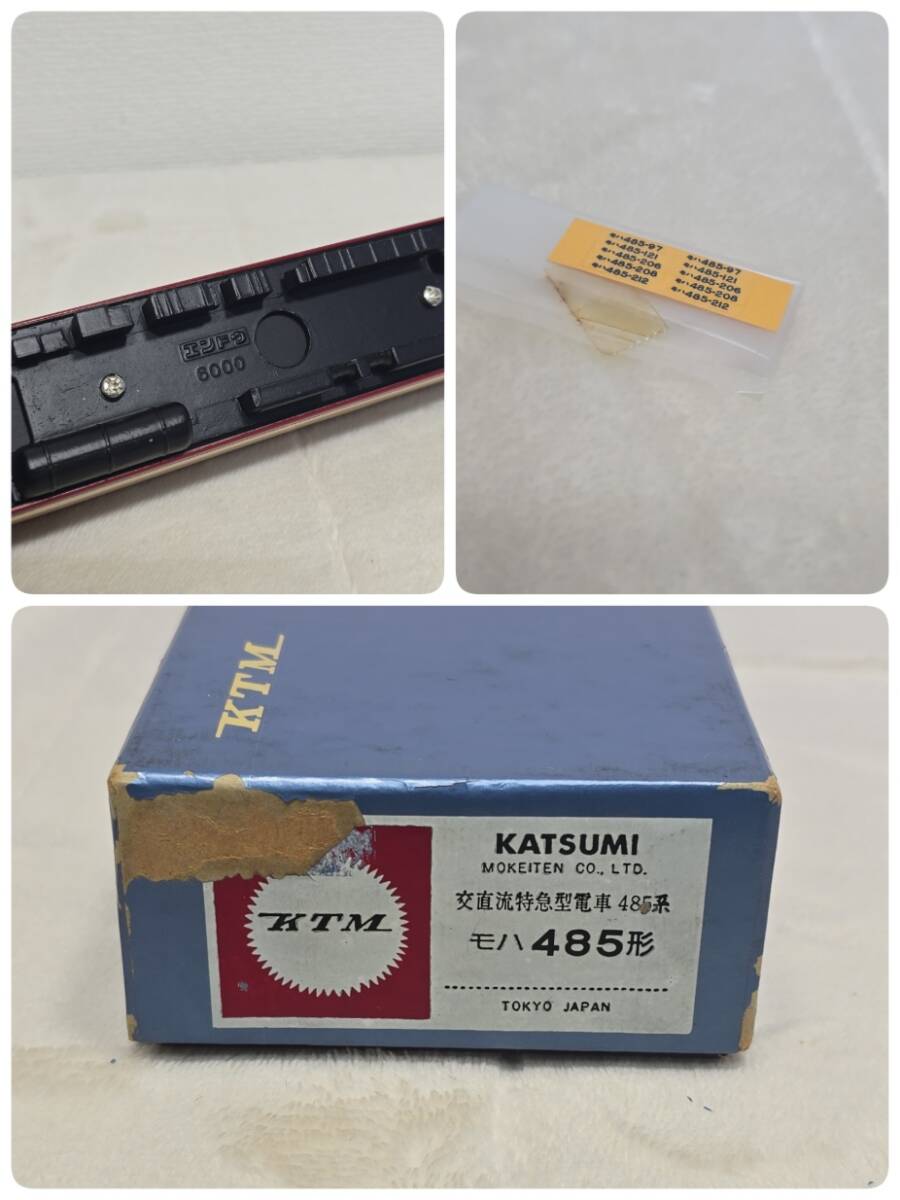 エンドウ
6000
モハ485-97 モハ485-97
モハ485-121 モハ485-121
モハ485-206 モハ485-206
モハ485-208 モハ485-208
モハ485-212 モハ485-212
KTM
KTM
KATSUMI
MOKEITEN CO., LTD.
交直流特急型電車 485系
モハ 485形
TOKYO JAPAN